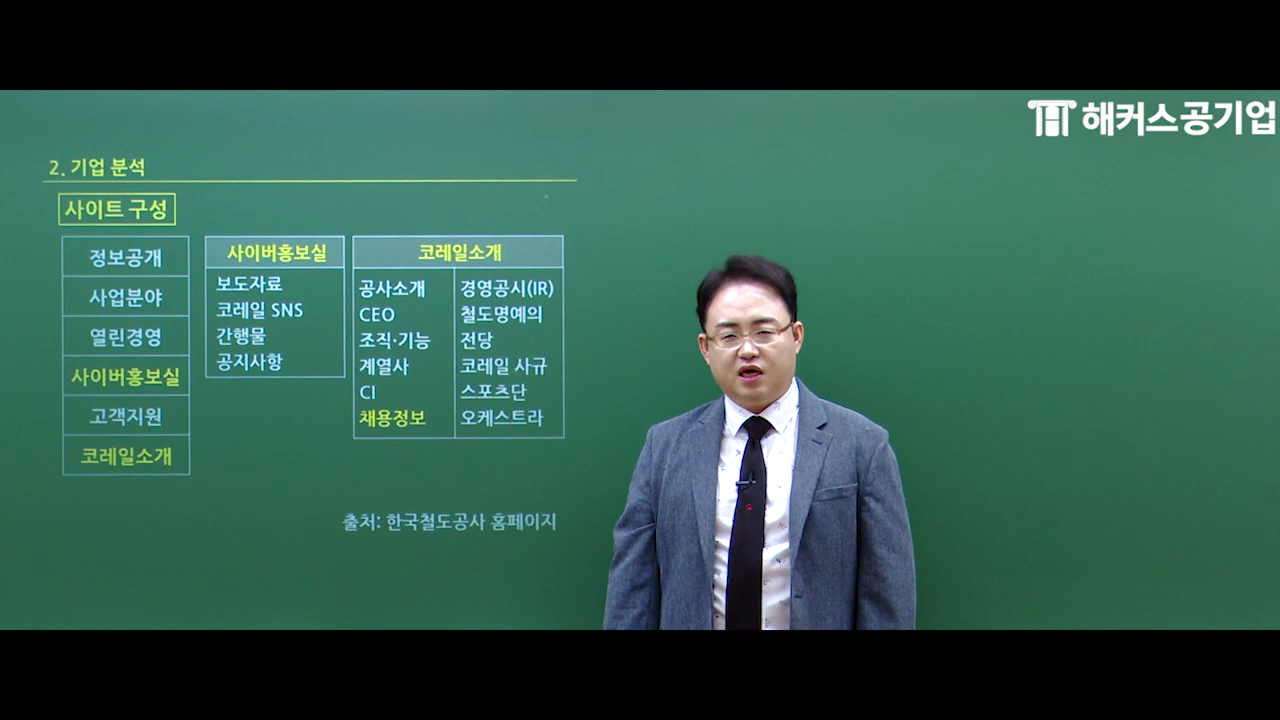 해커스공기업
2. 기업 분석
사이트 구성
정보공개
사업분야
열린경영
사이버홍보실
고객지원
코레일소개
사이버홍보실
보도자료
코레일 SNS
간행물
공지사항
코레일소개
공사소개
CEO
조직·기능
계열사
CI
채용정보
경영공시(IR)
철도명예의
전당
코레일 사규
스포츠단
오케스트라
출처: 한국철도공사 홈페이지